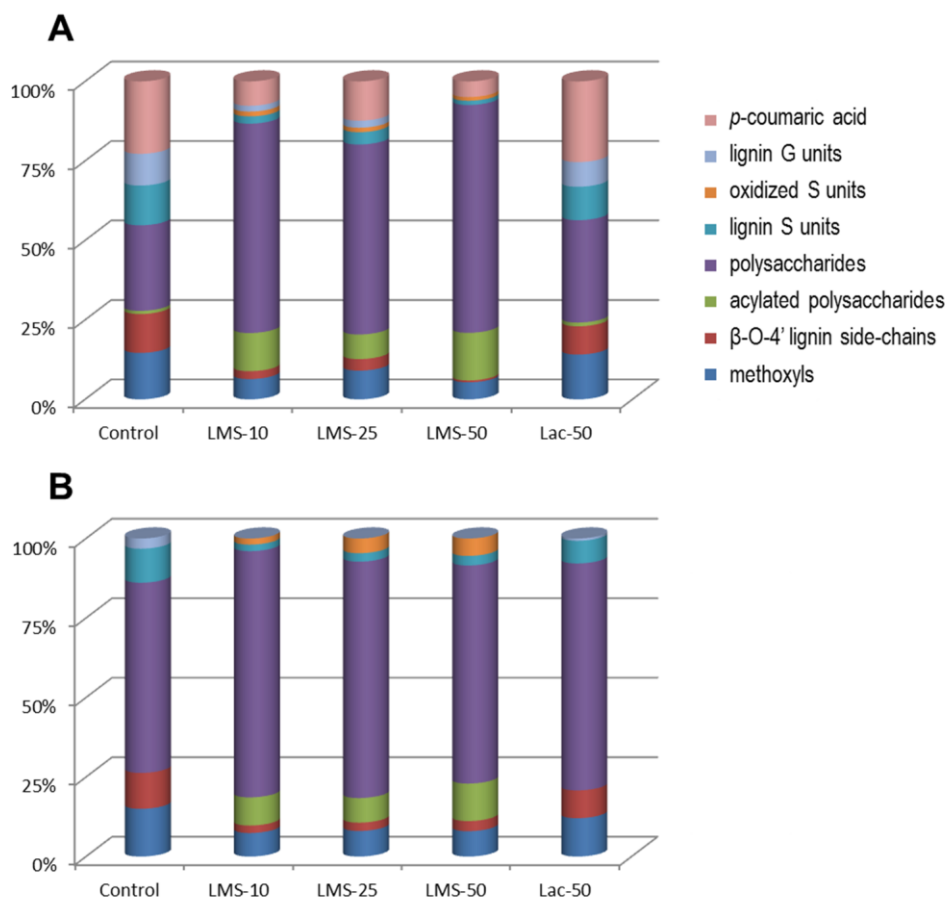 A
100%
75%
50%
25%
0%
Control LMS-10 LMS-25 LMS-50 Lac-50
p-coumaric acid
lignin G units
oxidized S units
lignin S units
polysaccharides
acylated polysaccharides
β-O-4' lignin side-chains
methoxyls
B
100%
75%
50%
25%
0%
Control LMS-10 LMS-25 LMS-50 Lac-50